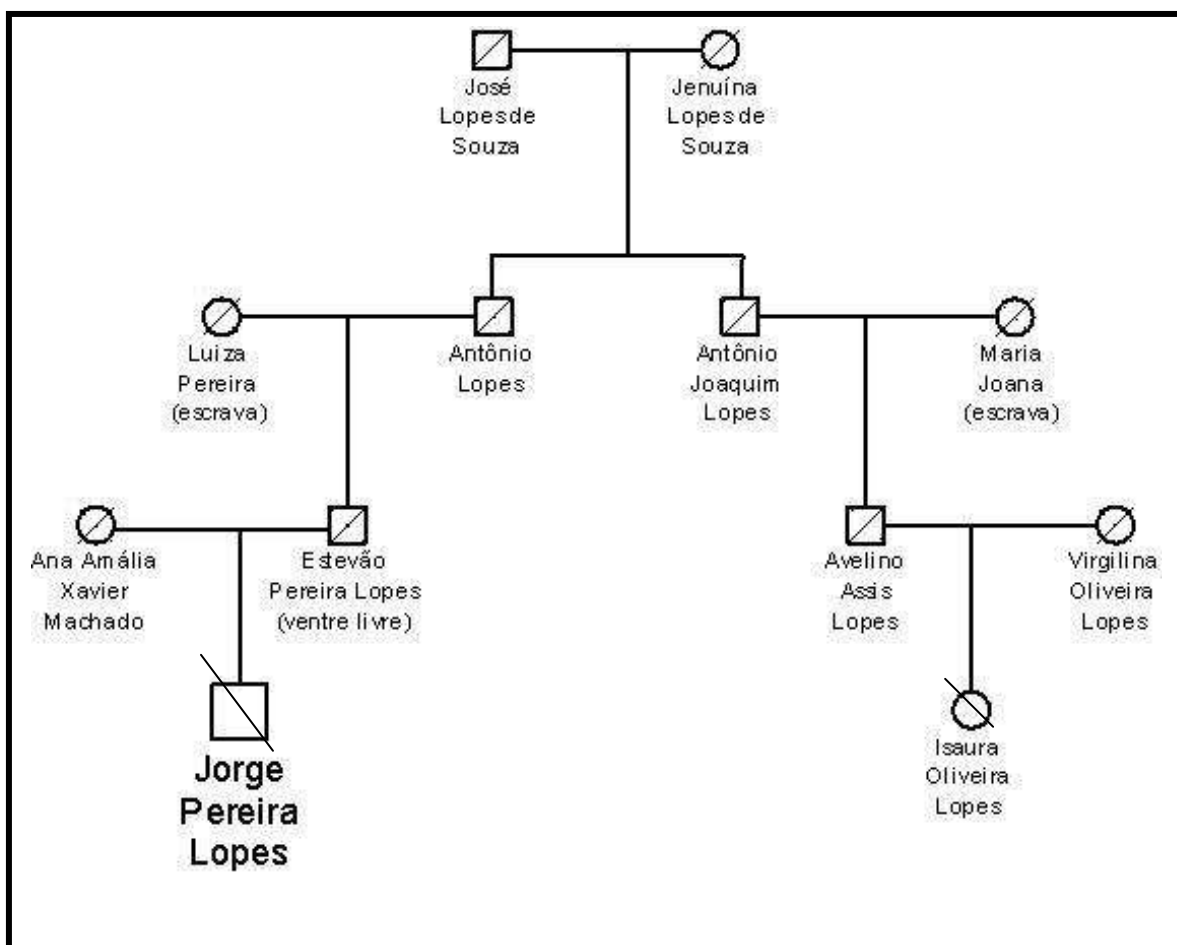 José
Lopes de
Souza
Jenuína
Lopes de
Souza
Luiza
Pereira
(escrava)
Antônio
Lopes
Antônio
Joaquim
Lopes
Maria
Joana
(escrava)
Ana Amália
Xavier
Machado
Estevão
Pereira Lopes
(ventre livre)
Avelino
Assis
Lopes
Virgilina
Oliveira
Lopes
Jorge
Pereira
Lopes
Isaura
Oliveira
Lopes